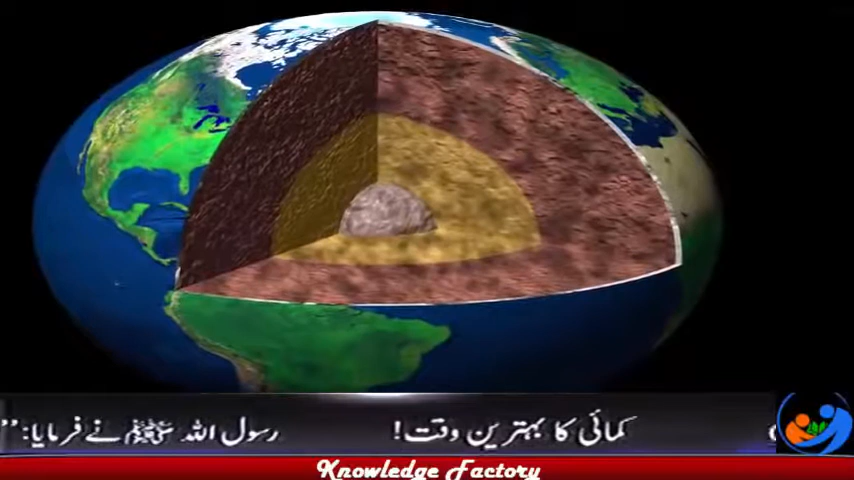 کمائی کا بہترین وقت! رسول اللہ ﷺ نے فرمایا: ”
Knowledge Factory